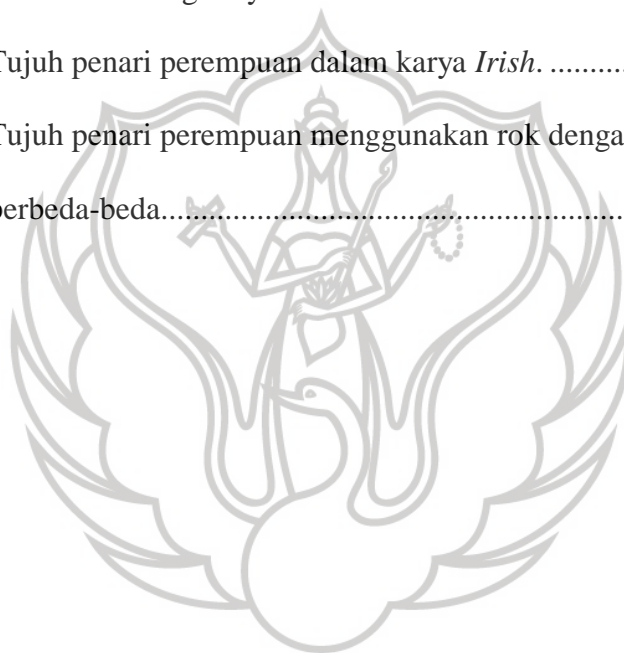 Tujuh penari perempuan dalam karya Irish. ..........
Tujuh penari perempuan menggunakan rok denga
berbeda-beda.........................................................